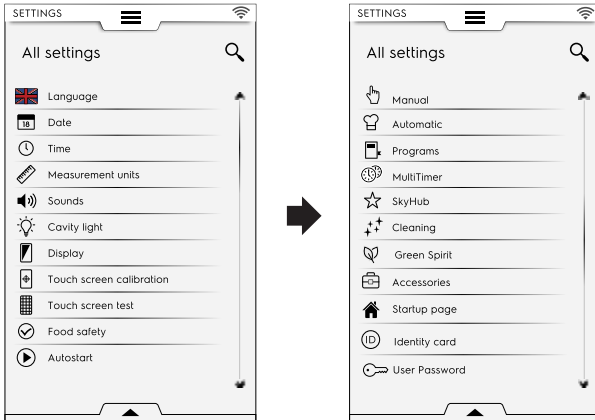 SETTINGS
All settings
Language
18
Date
Time
Measurement units
Sounds
Cavity light
Display
Touch screen calibration
Touch screen test
Food safety
Autostart
SETTINGS
All settings
Manual
Automatic
Programs
MultiTimer
SkyHub
Cleaning
Green Spirit
Accessories
Startup page
ID
Identity card
User Password